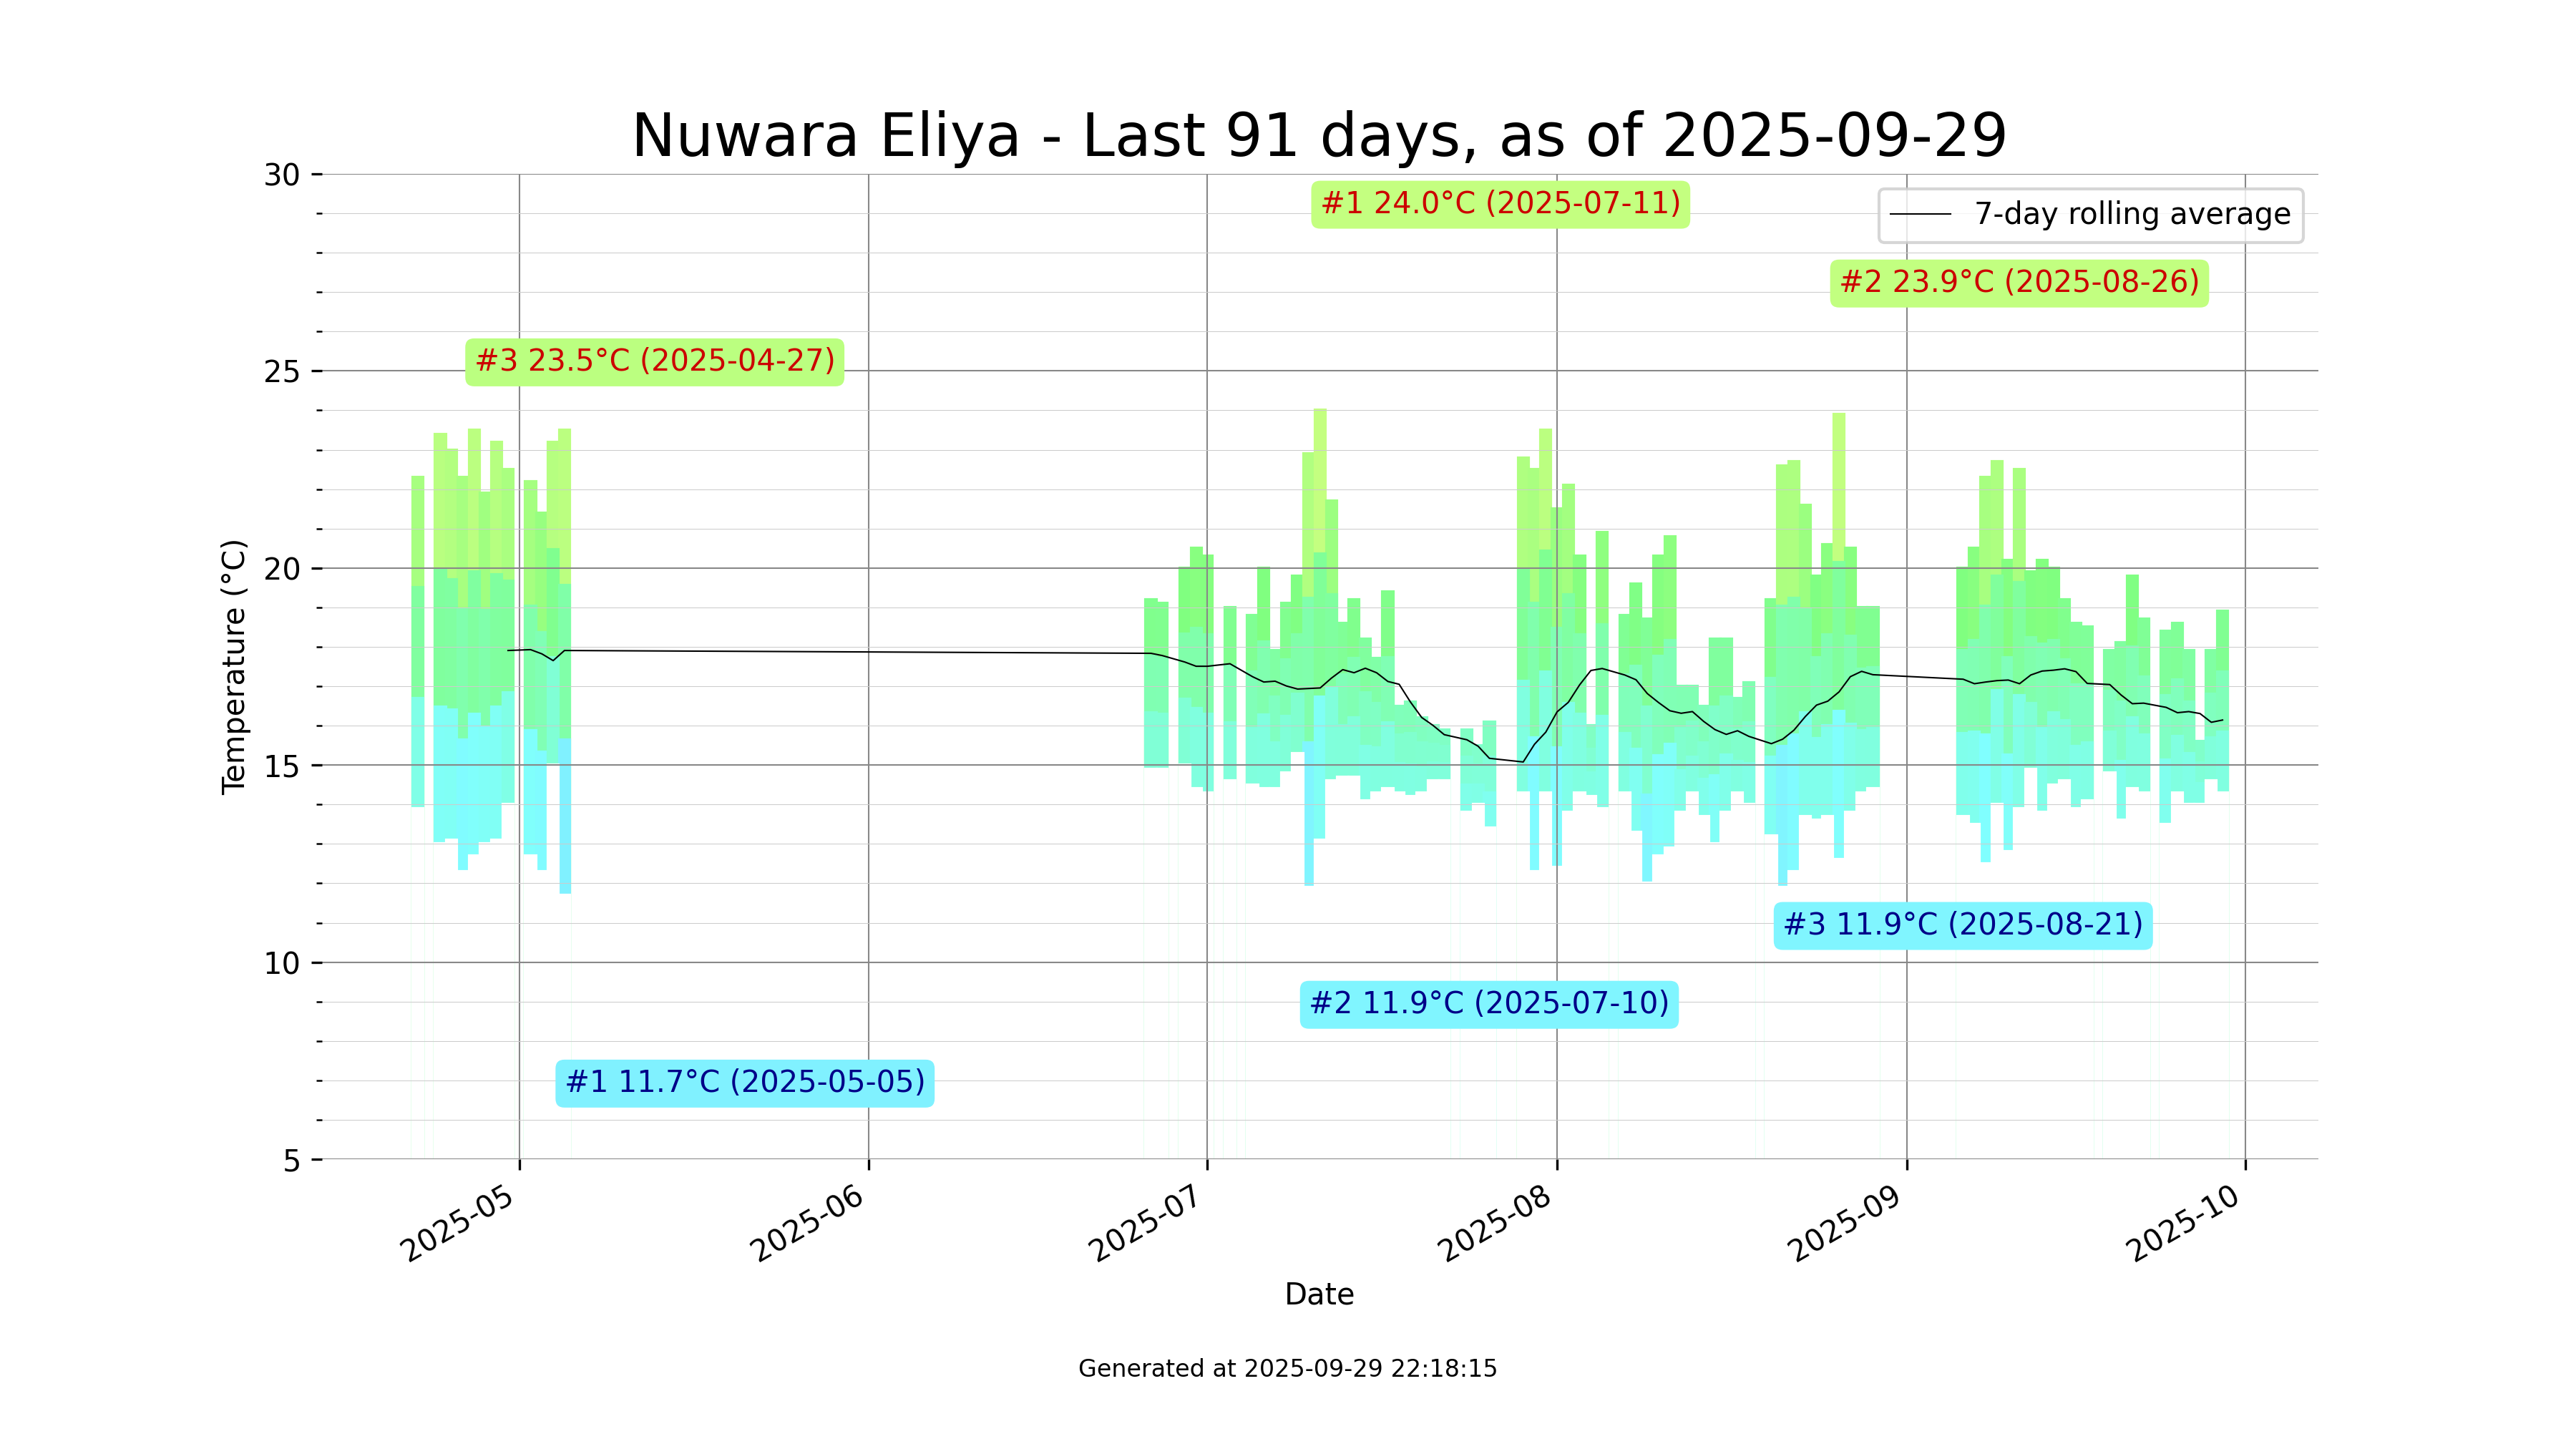 Nuwara Eliya - Last 91 days, as of 2025-09-29
30
#1 24.0°C (2025-07-11)
7-day rolling average
#2 23.9°C (2025-08-26)
#3 23.5°C (2025-04-27)
25
20
Temperature (°C)
15
#3 11.9°C (2025-08-21)
10
#2 11.9°C (2025-07-10)
#1 11.7°C (2025-05-05)
5
2025-05
2025-06
2025-07
2025-08
2025-09
2025-10
Date
Generated at 2025-09-29 22:18:15